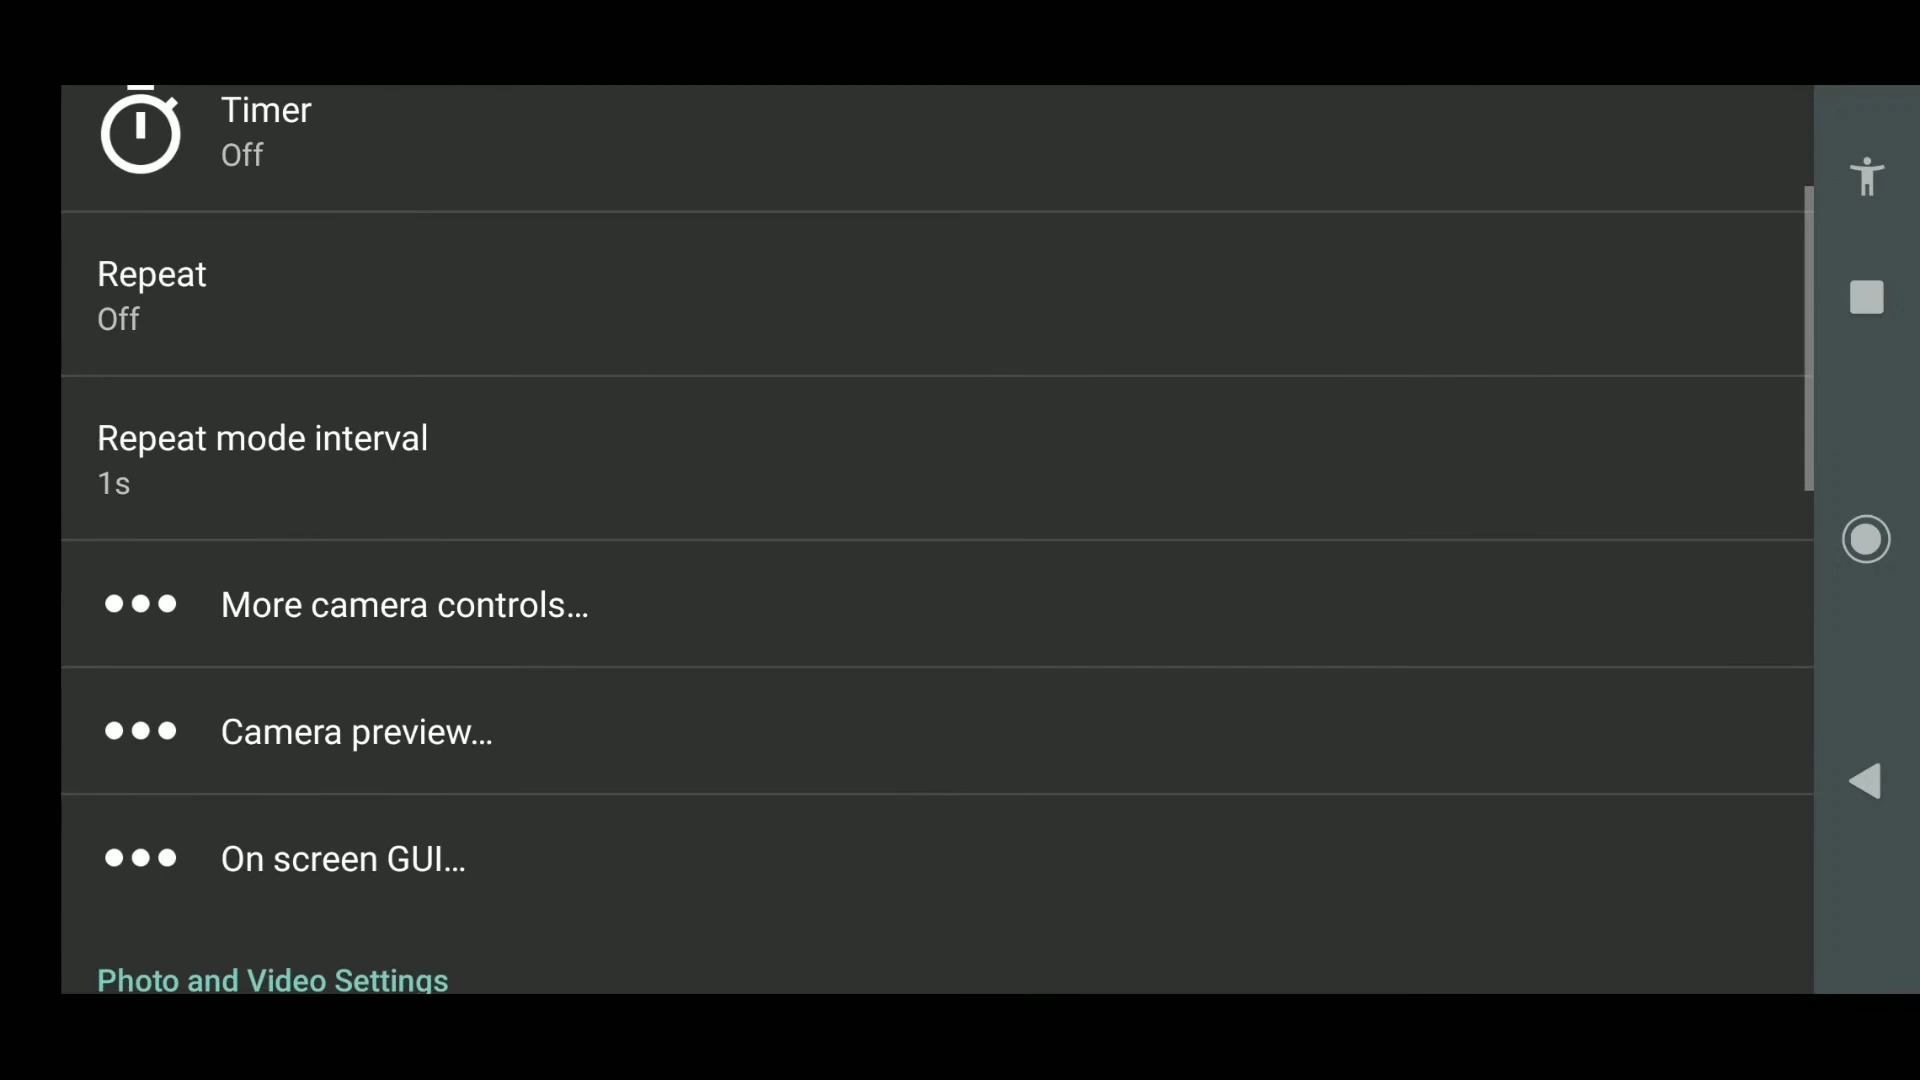 Timer
Off
Repeat
Off
Repeat mode interval
1s
More camera controls...
Camera preview...
On screen GUI...
Photo and Video Settings